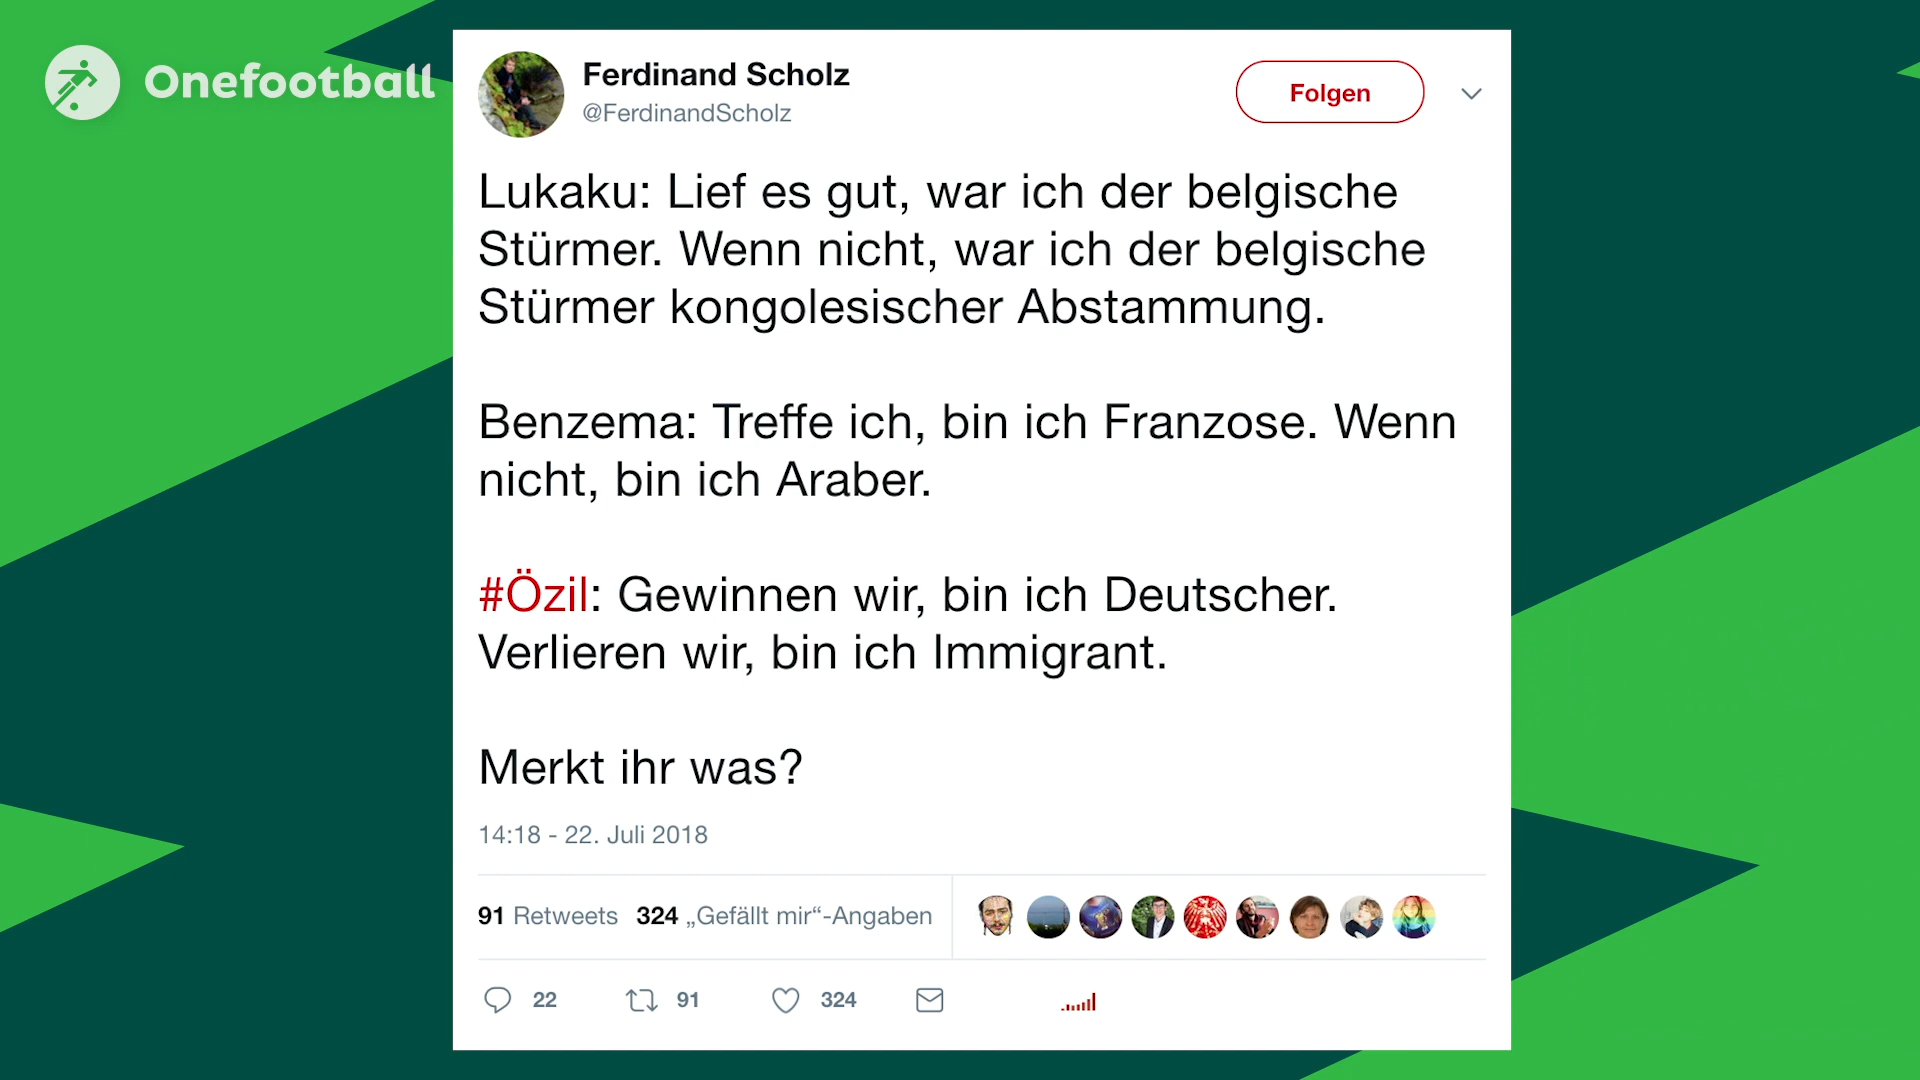 Onefootball
Ferdinand Scholz
@FerdinandScholz
Folgen
Lukaku: Lief es gut, war ich der belgische
Stürmer. Wenn nicht, war ich der belgische
Stürmer kongolesischer Abstammung.
Benzema: Treffe ich, bin ich Franzose. Wenn
nicht, bin ich Araber.
#Özil: Gewinnen wir, bin ich Deutscher.
Verlieren wir, bin ich Immigrant.
Merkt ihr was?
14:18 - 22. Juli 2018
91 Retweets 324 „Gefällt mir“-Angaben
22 91 324